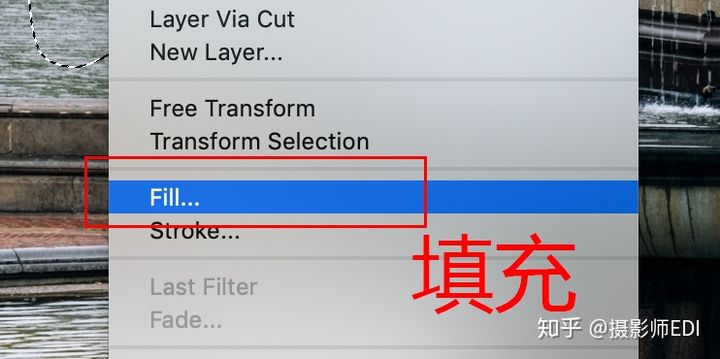 Layer Via Cut
New Layer...
Free Transform
Transform Selection
Fill...
Stroke...
填充
Last Filter
Fade...
知乎 @摄影师EDI